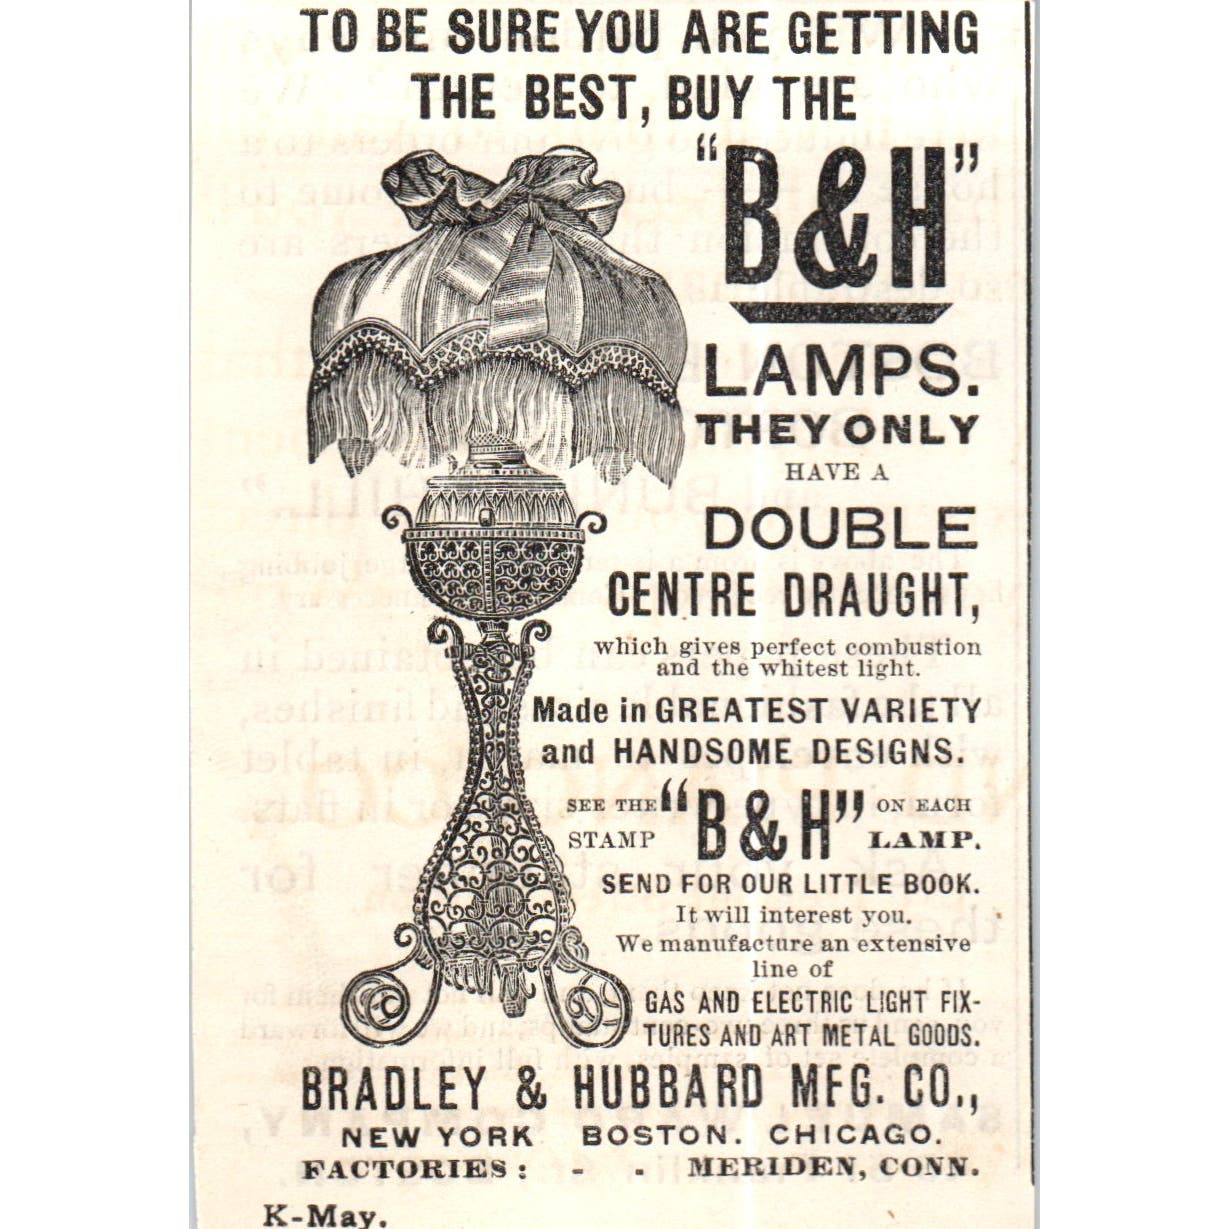 TO BE SURE YOU ARE GETTING
THE BEST, BUY THE
"B & H"
LAMPS.
THEY ONLY
HAVE A
DOUBLE
CENTRE DRAUGHT,
which gives perfect combustion
and the whitest light.
Made in GREATEST VARIETY
and HANDSOME DESIGNS.
SEE THE "B & H" ON EACH
STAMP LAMP.
SEND FOR OUR LITTLE BOOK.
It will interest you.
We manufacture an extensive
line of
GAS AND ELECTRIC LIGHT FIX-
TURES AND ART METAL GOODS.
BRADLEY & HUBBARD MFG. CO.,
NEW YORK BOSTON. CHICAGO.
FACTORIES: - - MERIDEN, CONN.
K-May.